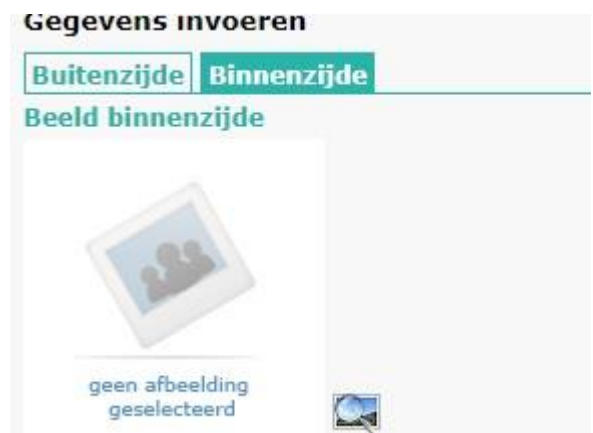 Gegevens invoeren
Buitenzijde Binnenzijde
Beeld binnenzijde
geen afbeelding
geselecteerd